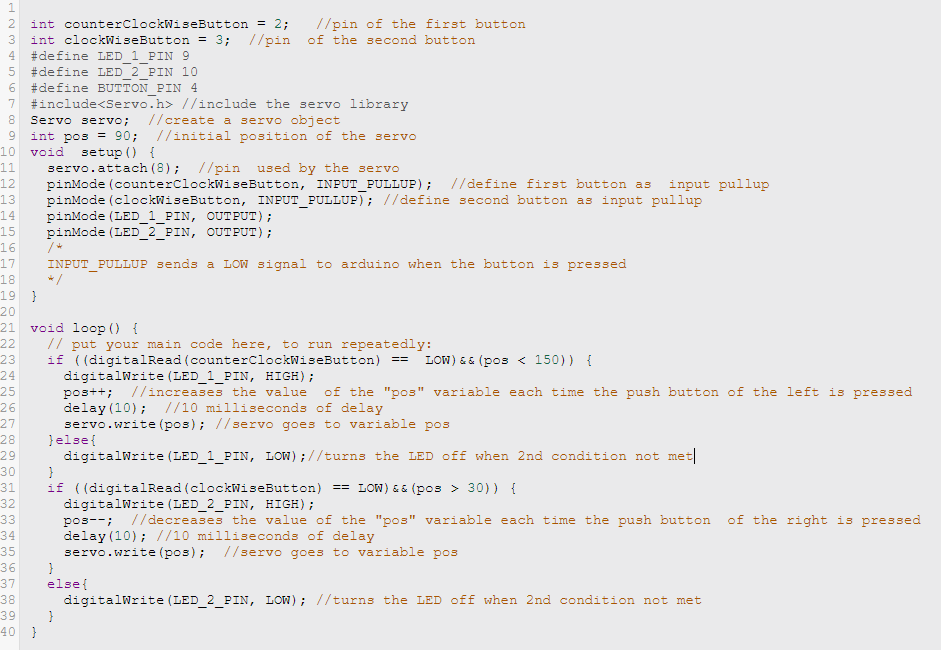 1
2 int counterClockWiseButton = 2;   //pin of the first button
3 int clockWiseButton = 3;  //pin  of the second button
4 #define LED_1_PIN 9
5 #define LED_2_PIN 10
6 #define BUTTON_PIN 4
7 #include<Servo.h> //include the servo library
8 Servo servo;  //create a servo object
9 int pos = 90;  //initial position of the servo
10 void  setup() {
11   servo.attach(8);  //pin  used by the servo
12   pinMode(counterClockWiseButton, INPUT_PULLUP);  //define first button as  input pullup
13   pinMode(clockWiseButton, INPUT_PULLUP); //define second button as input pullup
14   pinMode(LED_1_PIN, OUTPUT);
15   pinMode(LED_2_PIN, OUTPUT);
16   /*
17   INPUT_PULLUP sends a LOW signal to arduino when the button is pressed
18   */
19 }
20
21 void loop() {
22   // put your main code here, to run repeatedly:
23   if ((digitalRead(counterClockWiseButton) ==  LOW)&&(pos < 150)) {
24     digitalWrite(LED_1_PIN, HIGH);
25     pos++;  //increases the value  of the "pos" variable each time the push button of the left is pressed
26     delay(10);  //10 milliseconds of delay
27     servo.write(pos); //servo goes to variable pos
28   }else{
29     digitalWrite(LED_1_PIN, LOW);//turns the LED off when 2nd condition not met
30   }
31   if ((digitalRead(clockWiseButton) == LOW)&&(pos > 30)) {
32     digitalWrite(LED_2_PIN, HIGH);
33     pos--;  //decreases the value of the "pos" variable each time the push button  of the right is pressed
34     delay(10); //10 milliseconds of delay
35     servo.write(pos);  //servo goes to variable pos
36   }
37   else{
38     digitalWrite(LED_2_PIN, LOW); //turns the LED off when 2nd condition not met
39   }
40 }